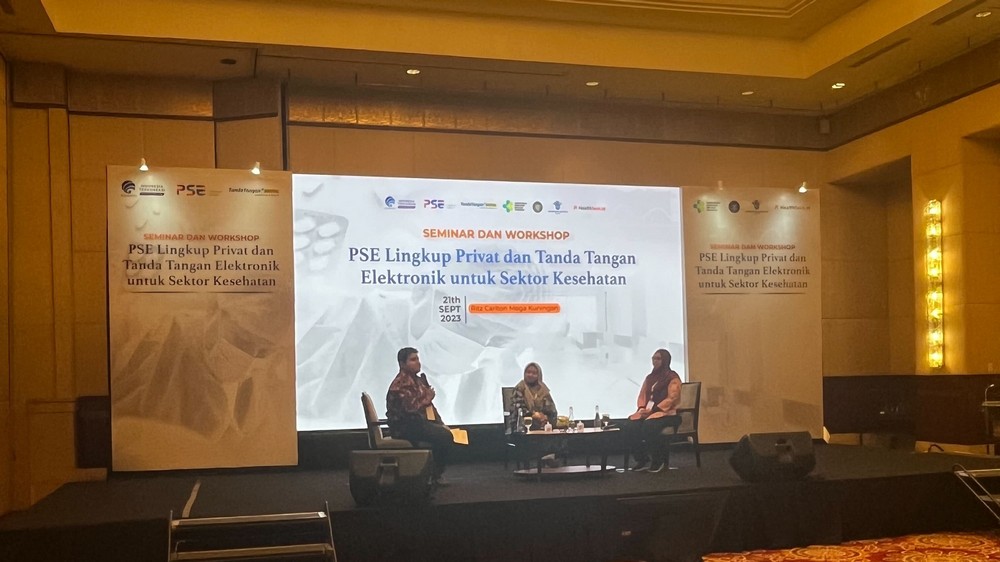 PSE
SEMINAR DAN WORKSHOP
PSE Lingkup Privat dan
Tanda Tangan Elektronik
untuk Sektor Kesehatan
PSE
SEMINAR DAN WORKSHOP
PSE Lingkup Privat dan Tanda Tangan
Elektronik untuk Sektor Kesehatan
21th
SEPT
2023
Ritz Carlton Mega Kuningan
SEMINAR DAN WORKSHOP
PSE Lingkup Privat dan
Tanda Tangan Elektronik
untuk Sektor Kesehatan